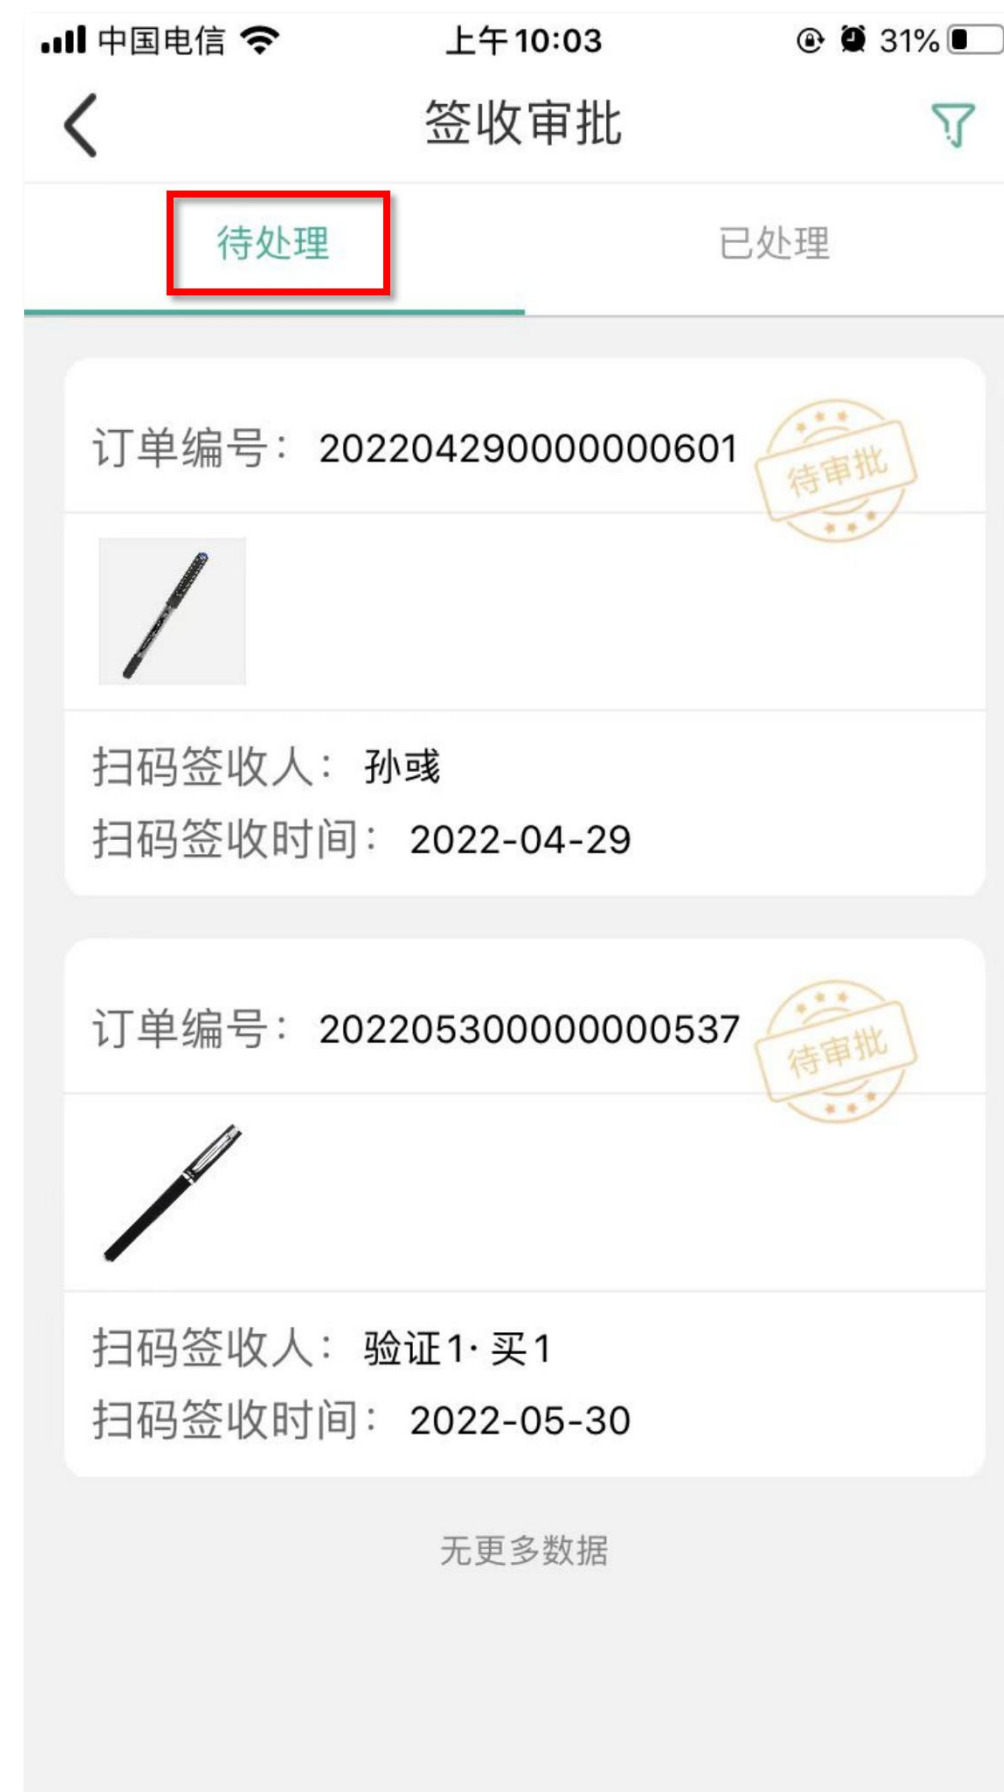 中国电信 上午10:03 31%
签收审批
待处理 已处理
订单编号： 202204290000000601
待审批
扫码签收人： 孙彧
扫码签收时间： 2022-04-29
订单编号： 202205300000000537
待审批
扫码签收人： 验证1·买1
扫码签收时间： 2022-05-30
无更多数据